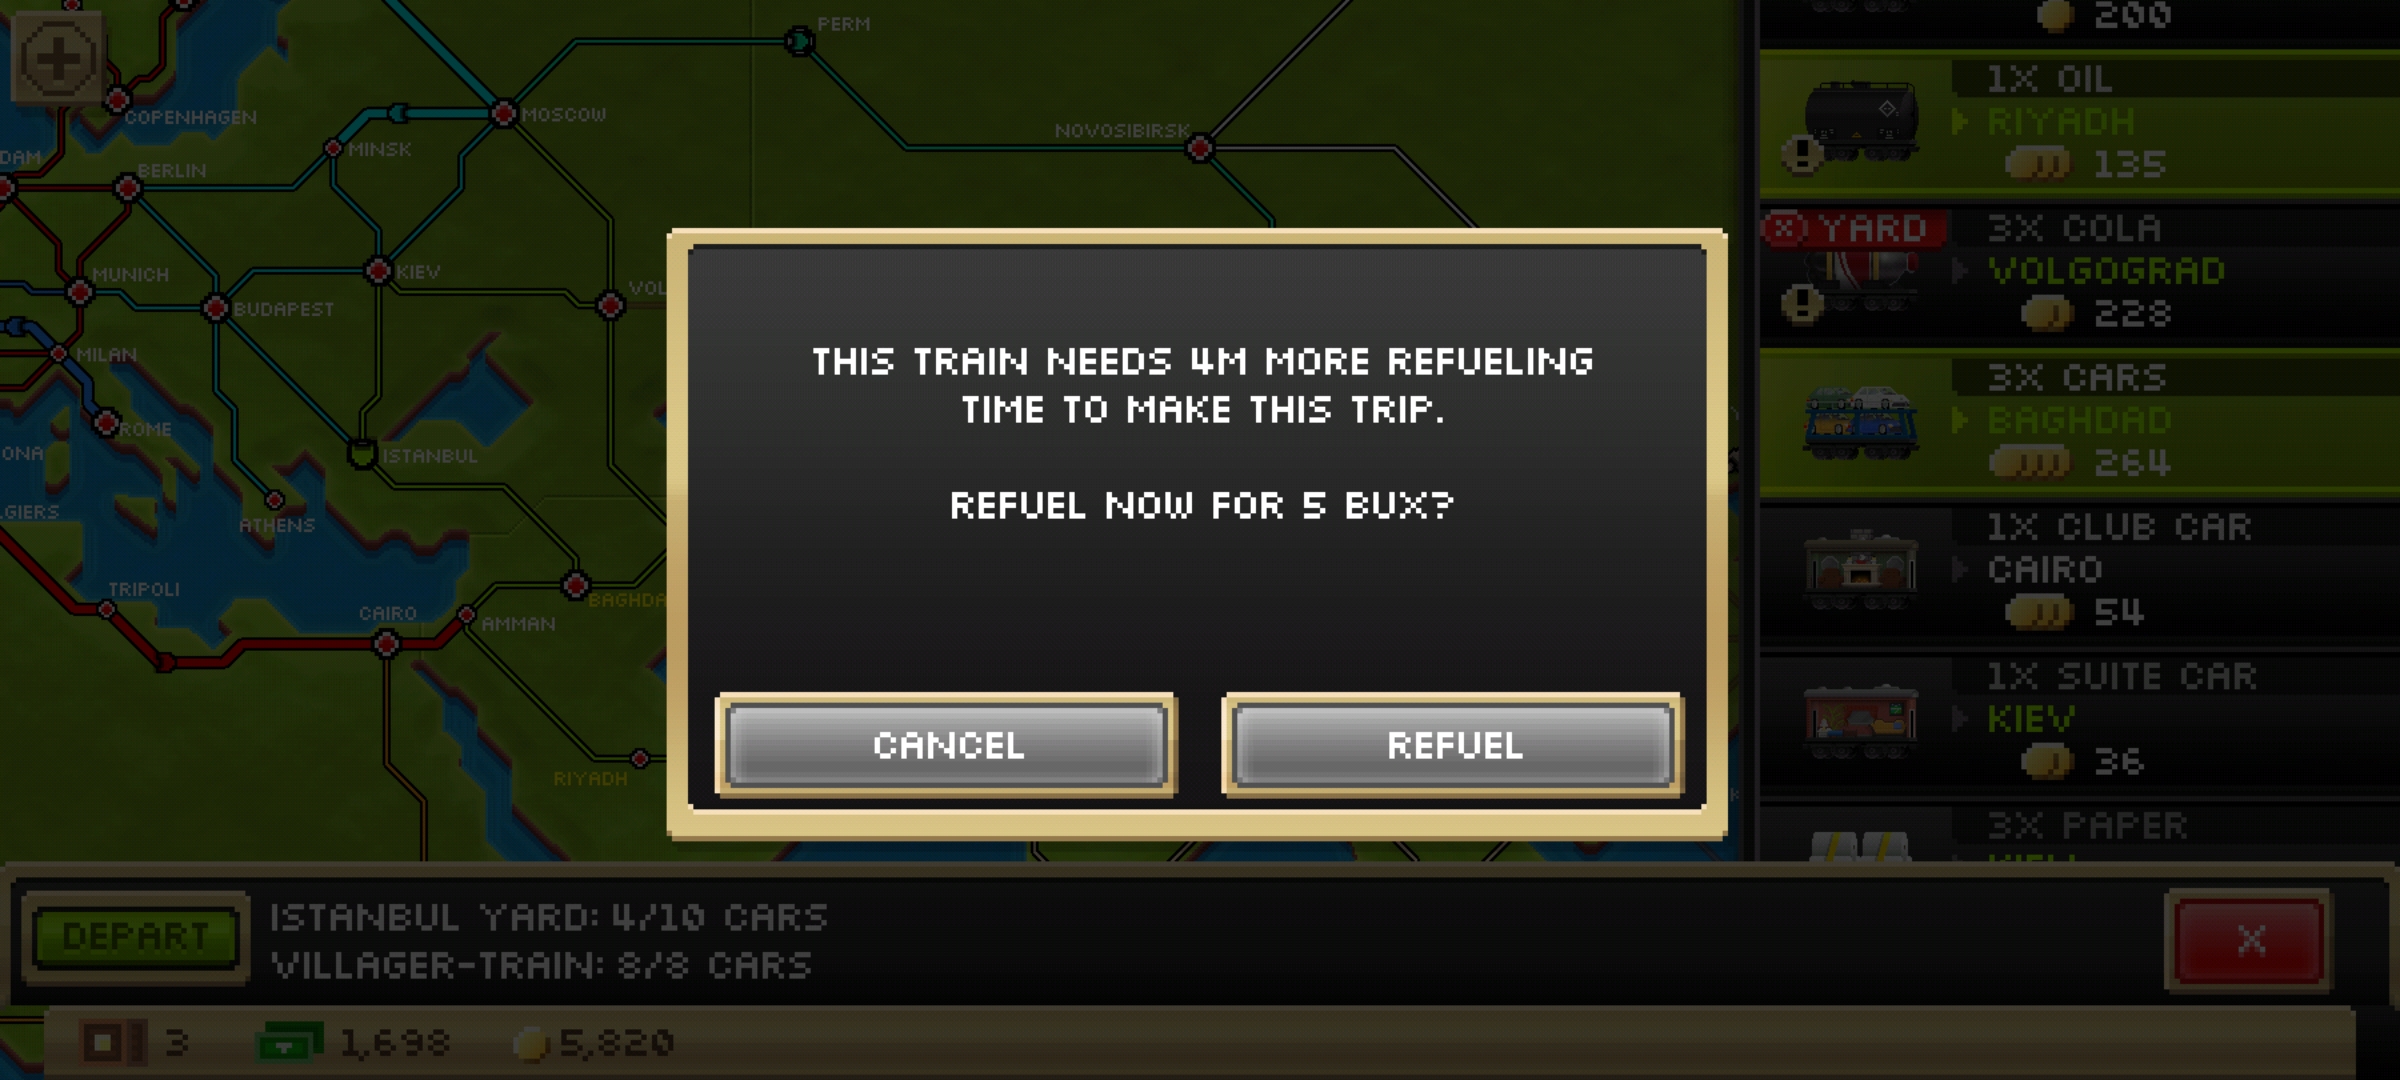 PERM
COPENHAGEN
MOSCOW
MINSK
NOVOSIBIRSK
DAM
BERLIN
MUNICH
KIEV
BUDAPEST
VOL
MILAN
ROME
ISTANBUL
ONA
LGIERS
ATHENS
TRIPOLI
CAIRO
AMMAN
BAGHDA
RIYADH
THIS TRAIN NEEDS 4M MORE REFUELING
TIME TO MAKE THIS TRIP.
REFUEL NOW FOR 5 BUX?
CANCEL
REFUEL
200
1X OIL
RIYADH
135
X YARD
3X COLA
VOLGOGRAD
228
3X CARS
BAGHDAD
264
1X CLUB CAR
CAIRO
54
1X SUITE CAR
KIEV
36
3X PAPER
KIEV
DEPART
ISTANBUL YARD: 4/10 CARS
VILLAGER-TRAIN: 8/8 CARS
X
3
1,698
5,820